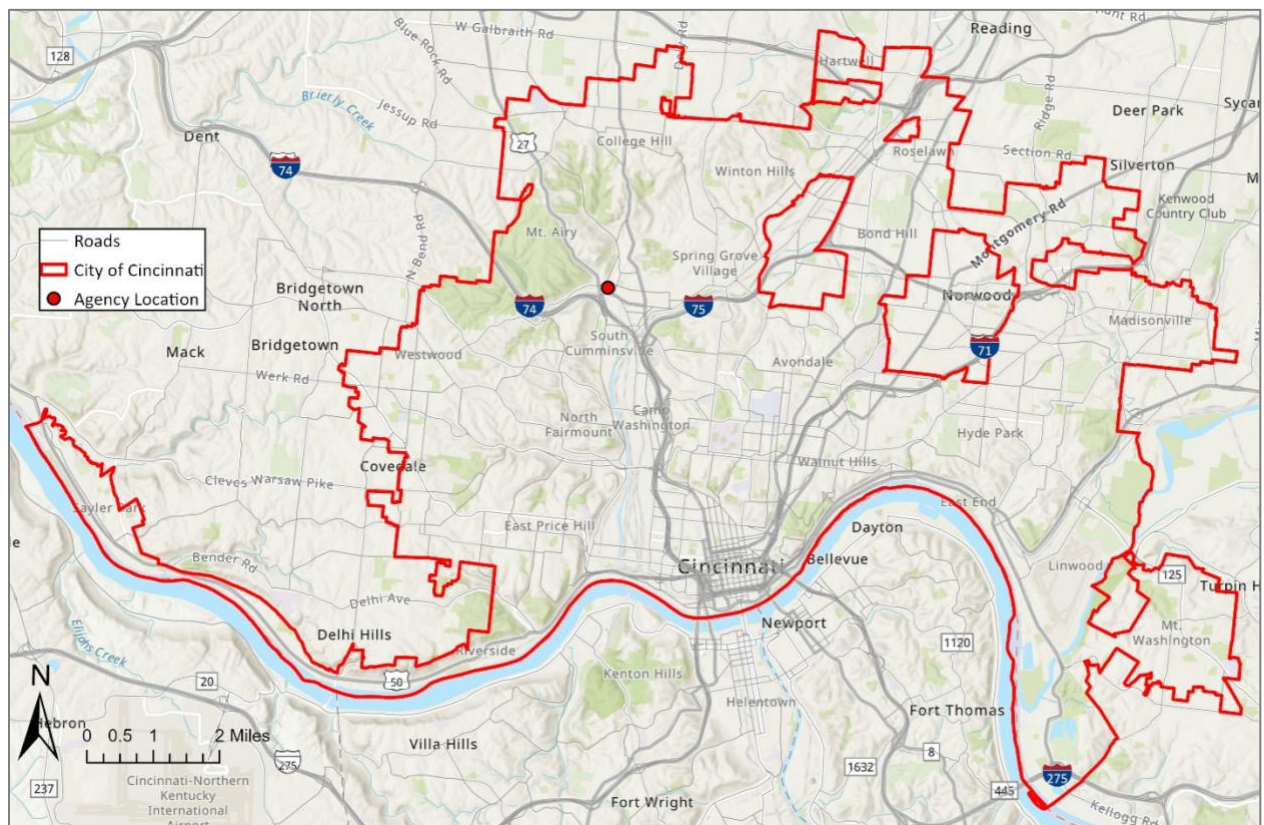 Reading
W Galbraith Rd
Blue Rock Rd
128
Hartwell
Brierly Creek
Jessup Rd
Ridge Rd
Deer Park
Dent
27
College Hill
Roselawn
Section Rd
Silverton
74
Winton Hills
Kenwood
Country Club
N Bend Rd
Mt. Airy
Bond Hill
Montgomery Rd
Roads
City of Cincinnati
Agency Location
Spring Grove
Village
Bridgetown
North
74
75
Norwood
Madisonville
South
Cumminsville
Mack
Bridgetown
Westwood
Avondale
71
Werk Rd
North
Fairmount
Camp
Washington
Hyde Park
Walnut Hills
Covedale
Cleves Warsaw Pike
Sayler Park
East Price Hill
East End
Dayton
Bender Rd
Cincinnati
Bellevue
Linwood
125
Delhi Ave
Newport
Delhi Hills
Mt.
Washington
Elijahs Creek
Riverside
1120
20
50
Kenton Hills
N
Helentown
Fort Thomas
Hebron
0 0.5 1 2 Miles
Villa Hills
275
8
1632
275
237
Cincinnati-Northern
Kentucky
International
Airport
Fort Wright
445
Kellogg Rd